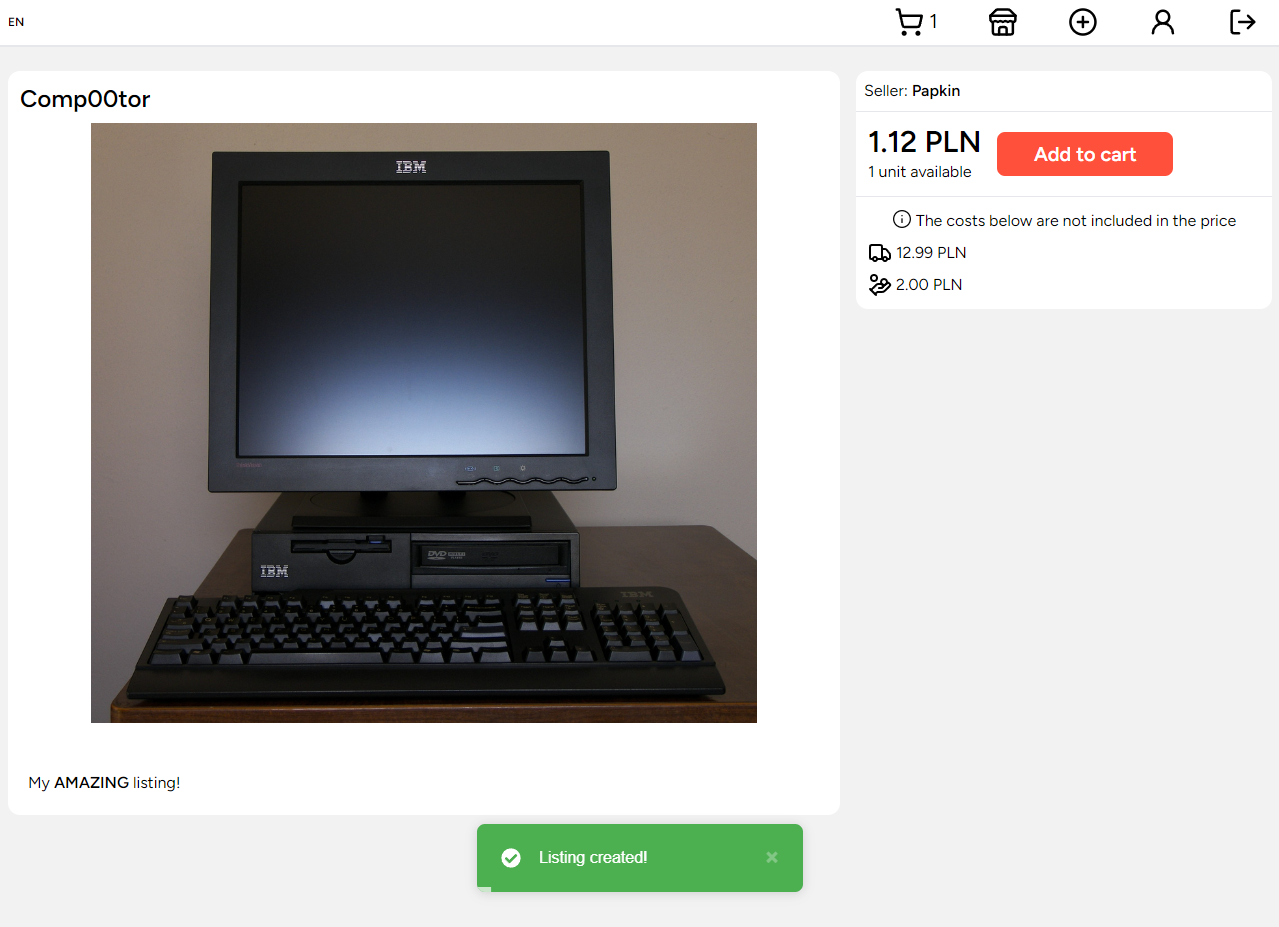 EN
1
Comp00tor
IBM
DVD
IBM
IBM
My AMAZING listing!
Seller: Papkin
1.12 PLN
1 unit available
Add to cart
The costs below are not included in the price
12.99 PLN
2.00 PLN
Listing created!